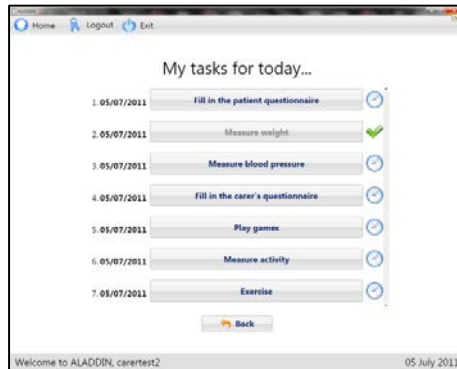 Home Logout Exit
My tasks for today...
1. 05/07/2011 Fill in the patient questionnaire
2. 05/07/2011 Measure weight
3. 05/07/2011 Measure blood pressure
4. 05/07/2011 Fill in the carer's questionnaire
5. 05/07/2011 Play games
6. 05/07/2011 Measure activity
7. 05/07/2011 Exercise
Back
Welcome to ALADDIN, carertest2 05 July 2011